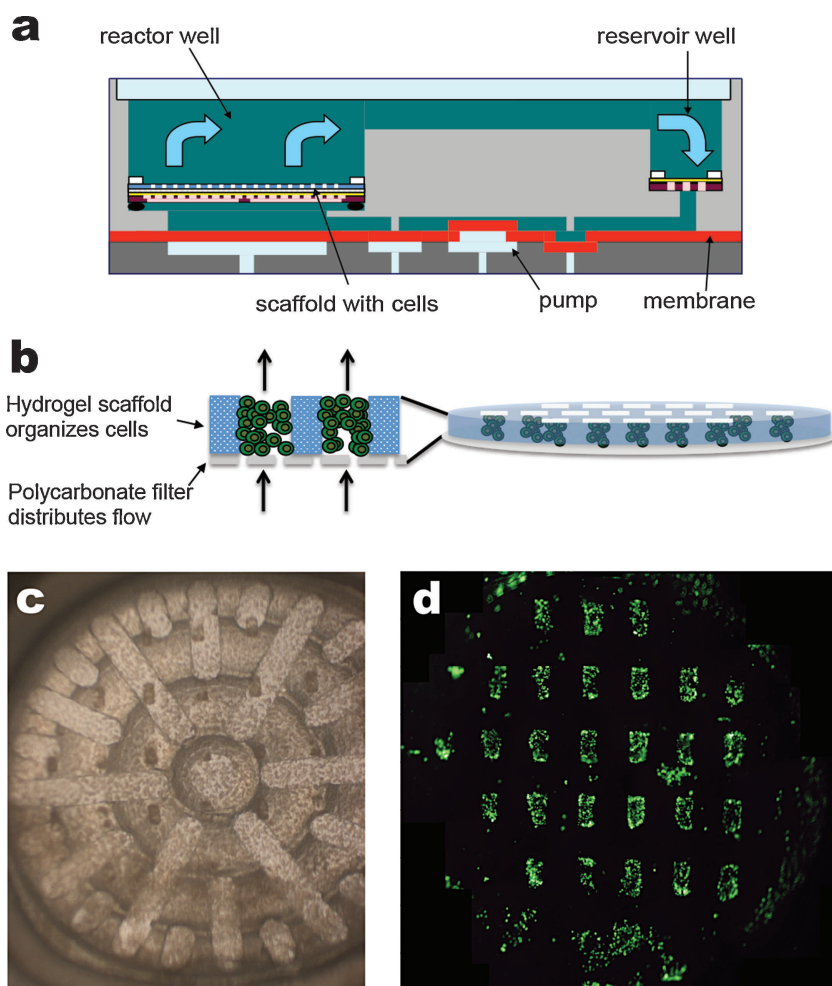 a
reactor well
reservoir well
scaffold with cells
pump
membrane
b
Hydrogel scaffold
organizes cells
Polycarbonate filter
distributes flow
c
d